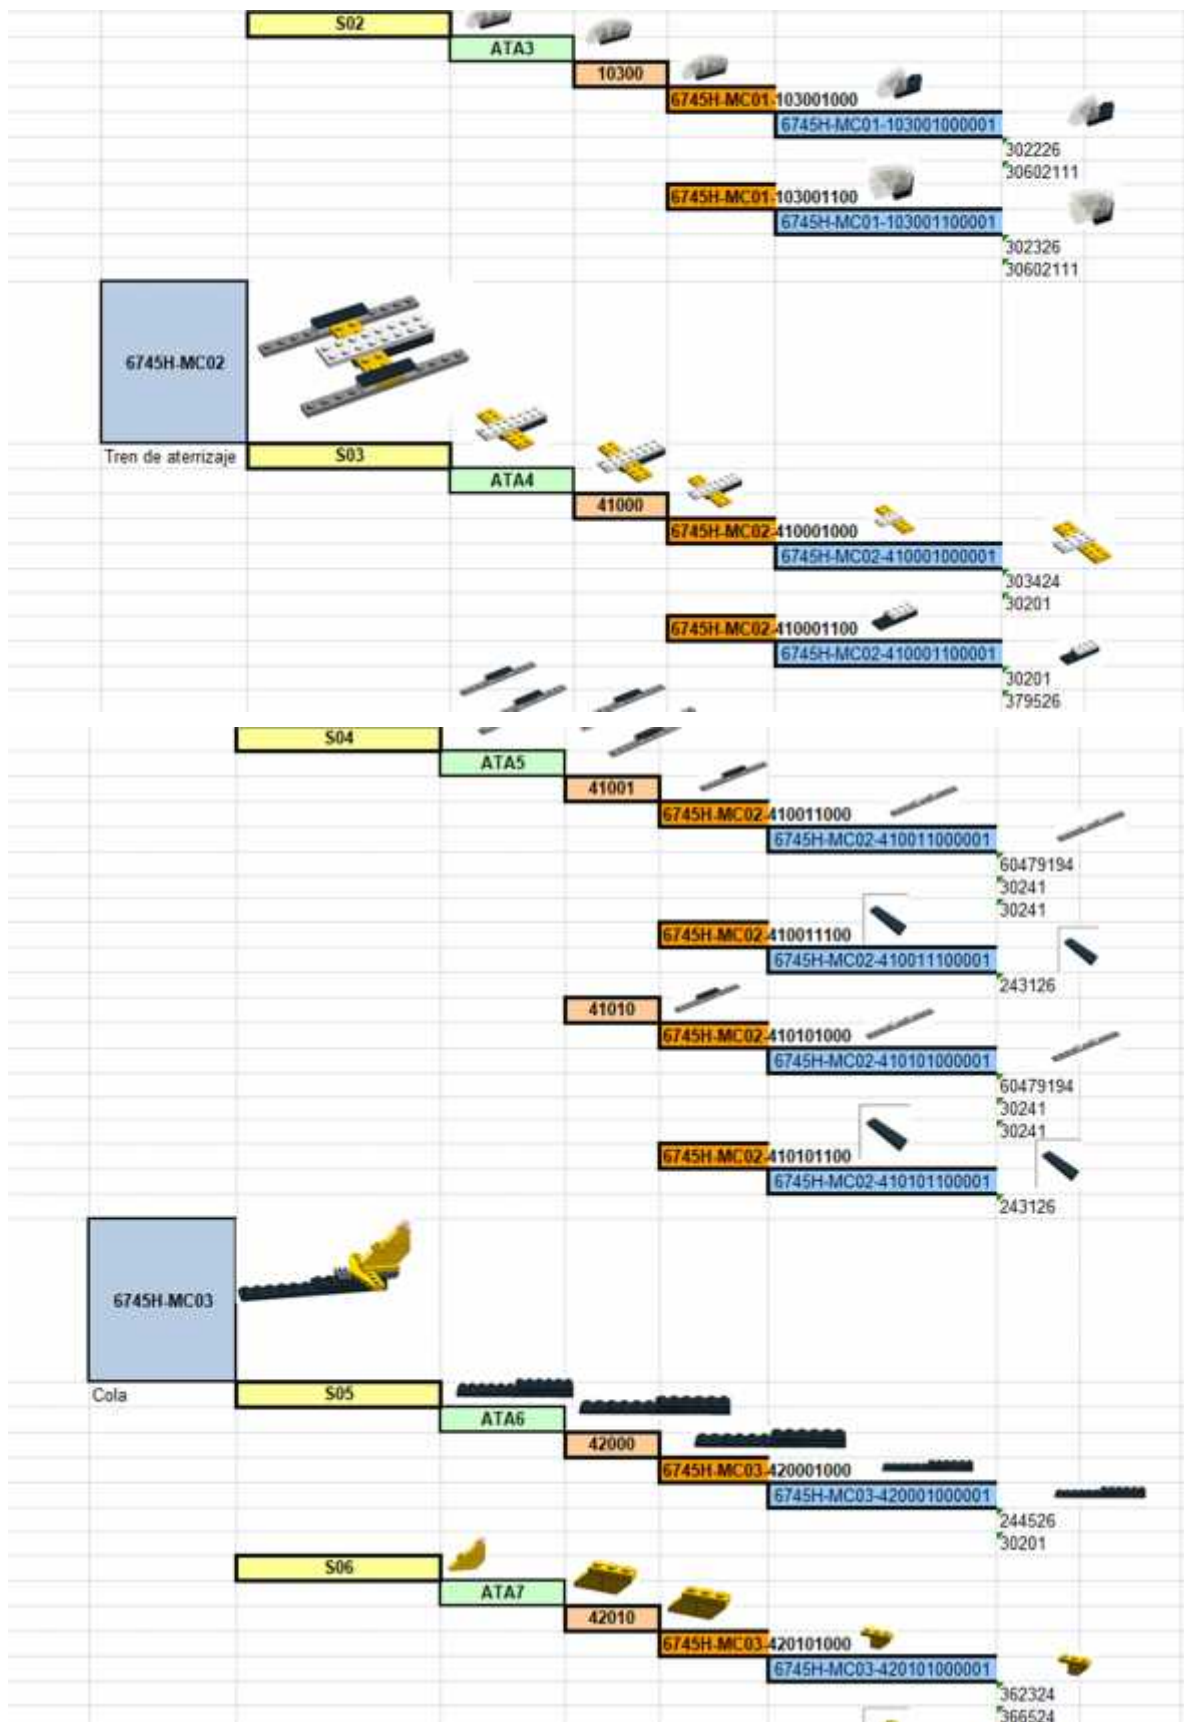 S02
ATA3
10300
6745H-MC01-103001000
6745H-MC01-103001000001
302226
30602111
6745H-MC01-103001100
6745H-MC01-103001100001
302326
30602111
6745H-MC02
Tren de aterrizaje
S03
ATA4
41000
6745H-MC02-410001000
6745H-MC02-410001000001
303424
30201
6745H-MC02-410001100
6745H-MC02-410001100001
30201
379526
S04
ATA5
41001
6745H-MC02-410011000
6745H-MC02-410011000001
60479194
30241
30241
6745H-MC02-410011100
6745H-MC02-410011100001
243126
41010
6745H-MC02-410101000
6745H-MC02-410101000001
60479194
30241
30241
6745H-MC02-410101100
6745H-MC02-410101100001
243126
6745H-MC03
Cola
S05
ATA6
42000
6745H-MC03-420001000
6745H-MC03-420001000001
244526
30201
S06
ATA7
42010
6745H-MC03-420101000
6745H-MC03-420101000001
362324
366524